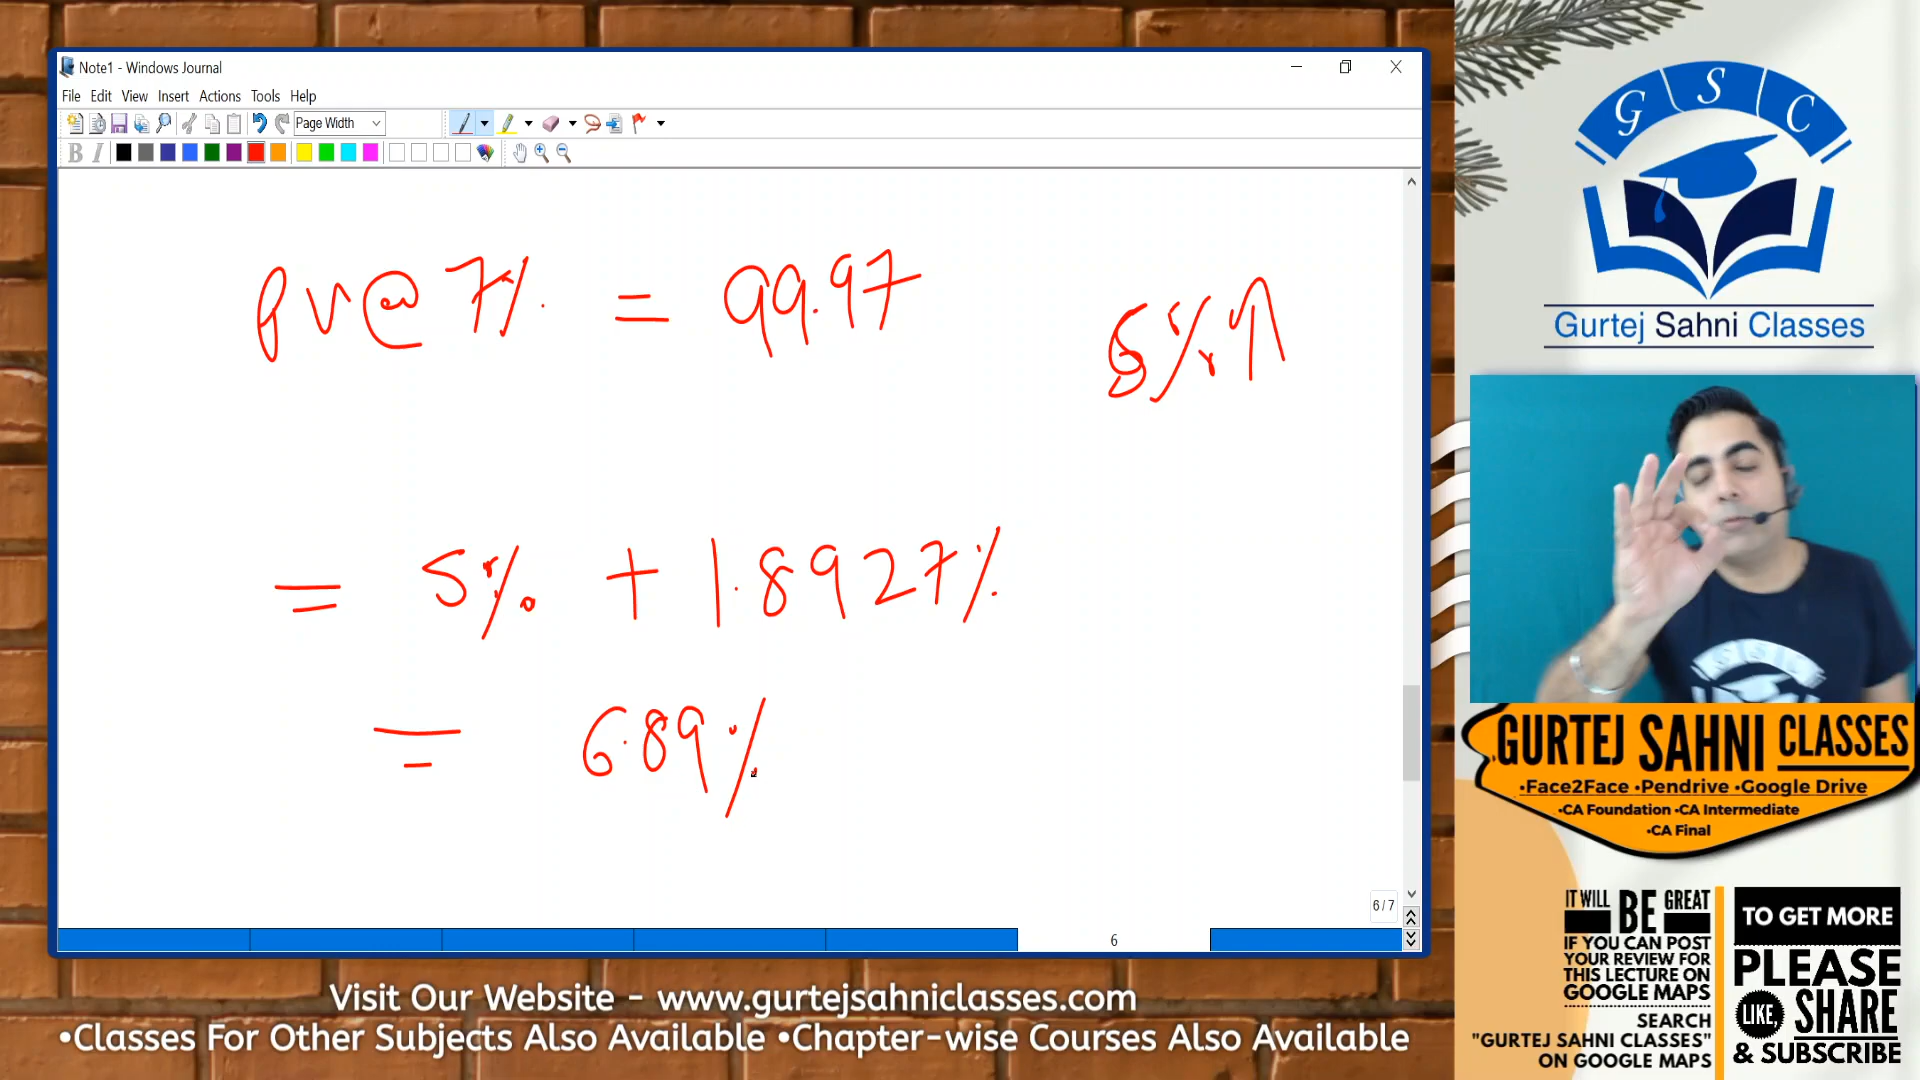 Note1 - Windows Journal
File Edit View Insert Actions Tools Help
Page Width
B I
PV@ 7% = 99.97
5% ↑
= 5% + 1.8927%
= 6.89%
6/7
6
G S C
Gurtej Sahni Classes
GURTEJ SAHNI CLASSES
•Face2Face •Pendrive •Google Drive
•CA Foundation •CA Intermediate
•CA Final
IT WILL BE GREAT
IF YOU CAN POST
YOUR REVIEW FOR
THIS LECTURE ON
GOOGLE MAPS
SEARCH
"GURTEJ SAHNI CLASSES"
ON GOOGLE MAPS
TO GET MORE
PLEASE
LIKE, SHARE
& SUBSCRIBE
Visit Our Website - www.gurtejsahniclasses.com
•Classes For Other Subjects Also Available •Chapter-wise Courses Also Available